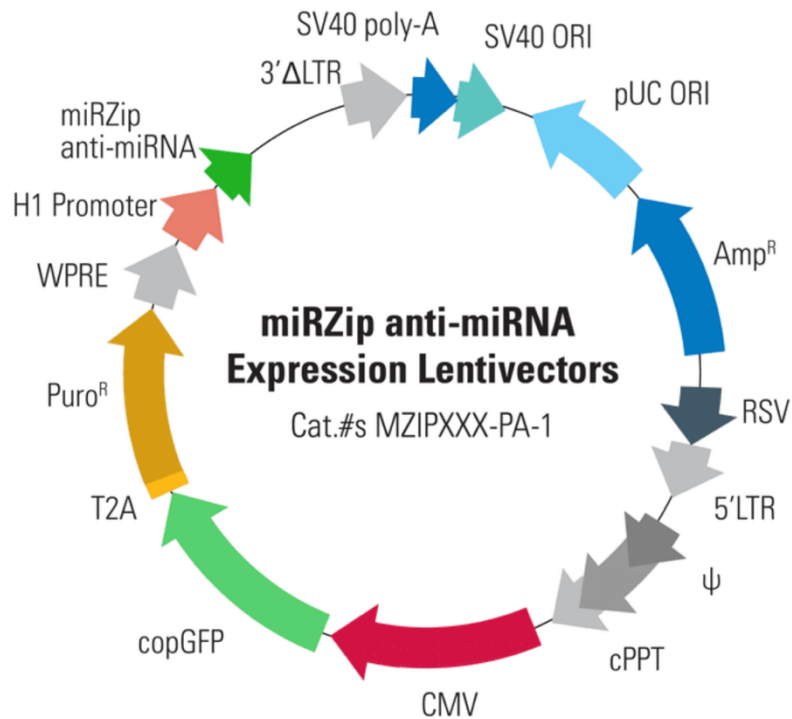 SV40 poly-A
SV40 ORI
3'ΔLTR
pUC ORI
miRZip
anti-miRNA
H1 Promoter
AmpR
WPRE
miRZip anti-miRNA
Expression Lentivectors
Cat.#s MZIPXXX-PA-1
PuroR
RSV
T2A
5'LTR
ψ
copGFP
cPPT
CMV